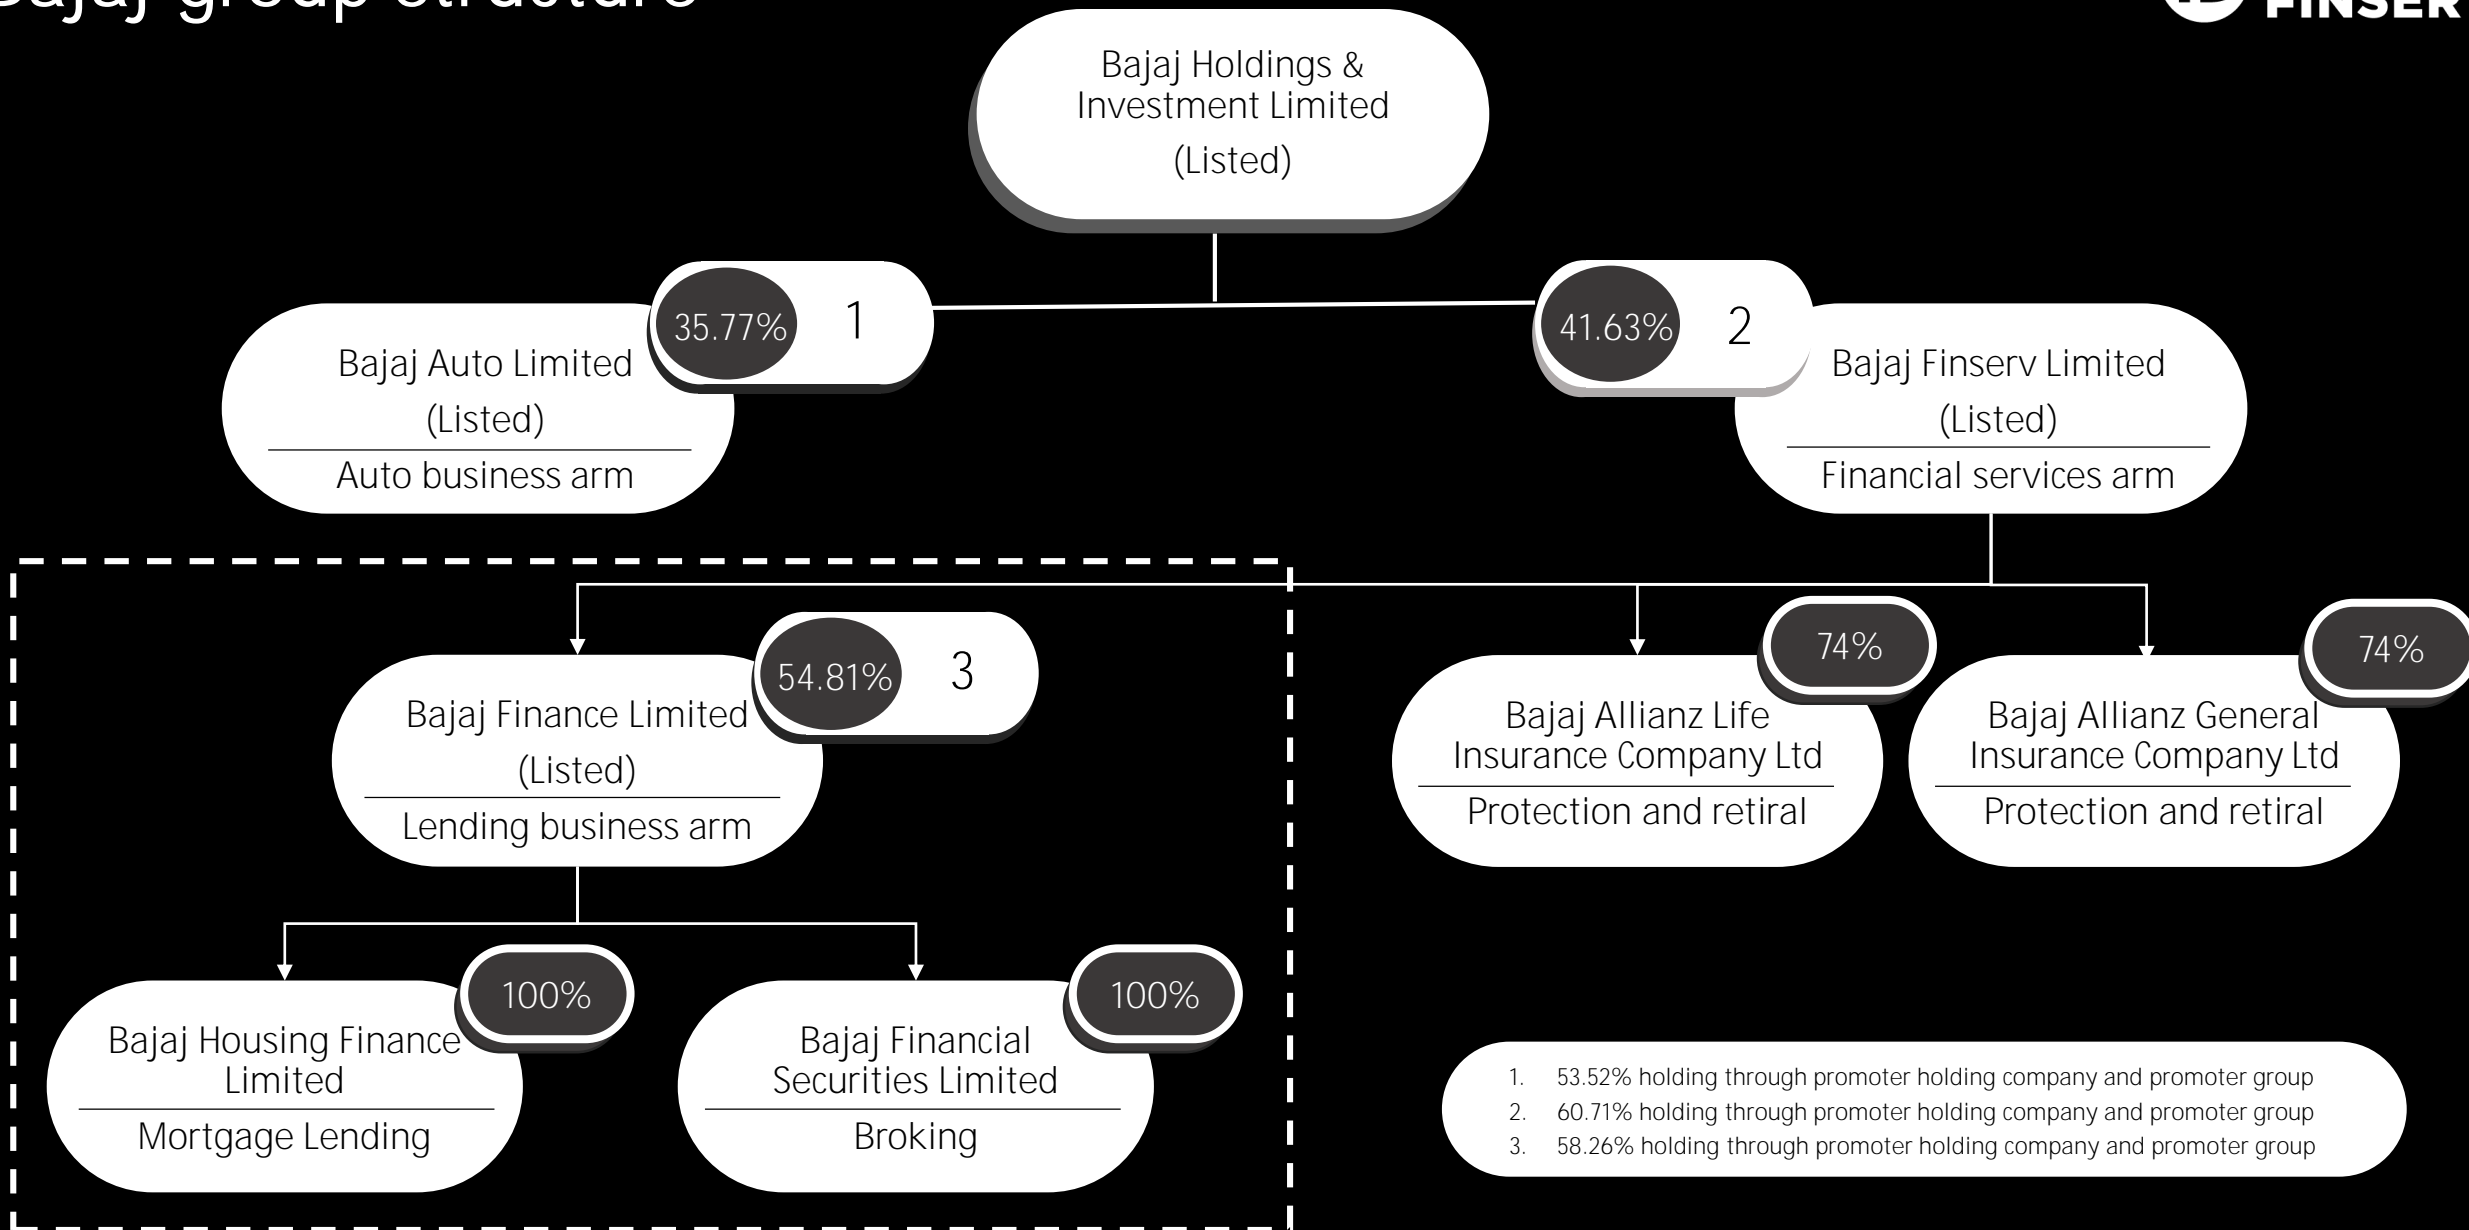 Bajaj group structure
FINSER
Bajaj Holdings &
Investment Limited
(Listed)
35.77% 1
41.63% 2
Bajaj Auto Limited
(Listed)
Auto business arm
Bajaj Finserv Limited
(Listed)
Financial services arm
54.81% 3
74%
74%
Bajaj Finance Limited
(Listed)
Lending business arm
Bajaj Allianz Life
Insurance Company Ltd
Protection and retiral
Bajaj Allianz General
Insurance Company Ltd
Protection and retiral
100%
100%
Bajaj Housing Finance
Limited
Mortgage Lending
Bajaj Financial
Securities Limited
Broking
1. 53.52% holding through promoter holding company and promoter group
2. 60.71% holding through promoter holding company and promoter group
3. 58.26% holding through promoter holding company and promoter group